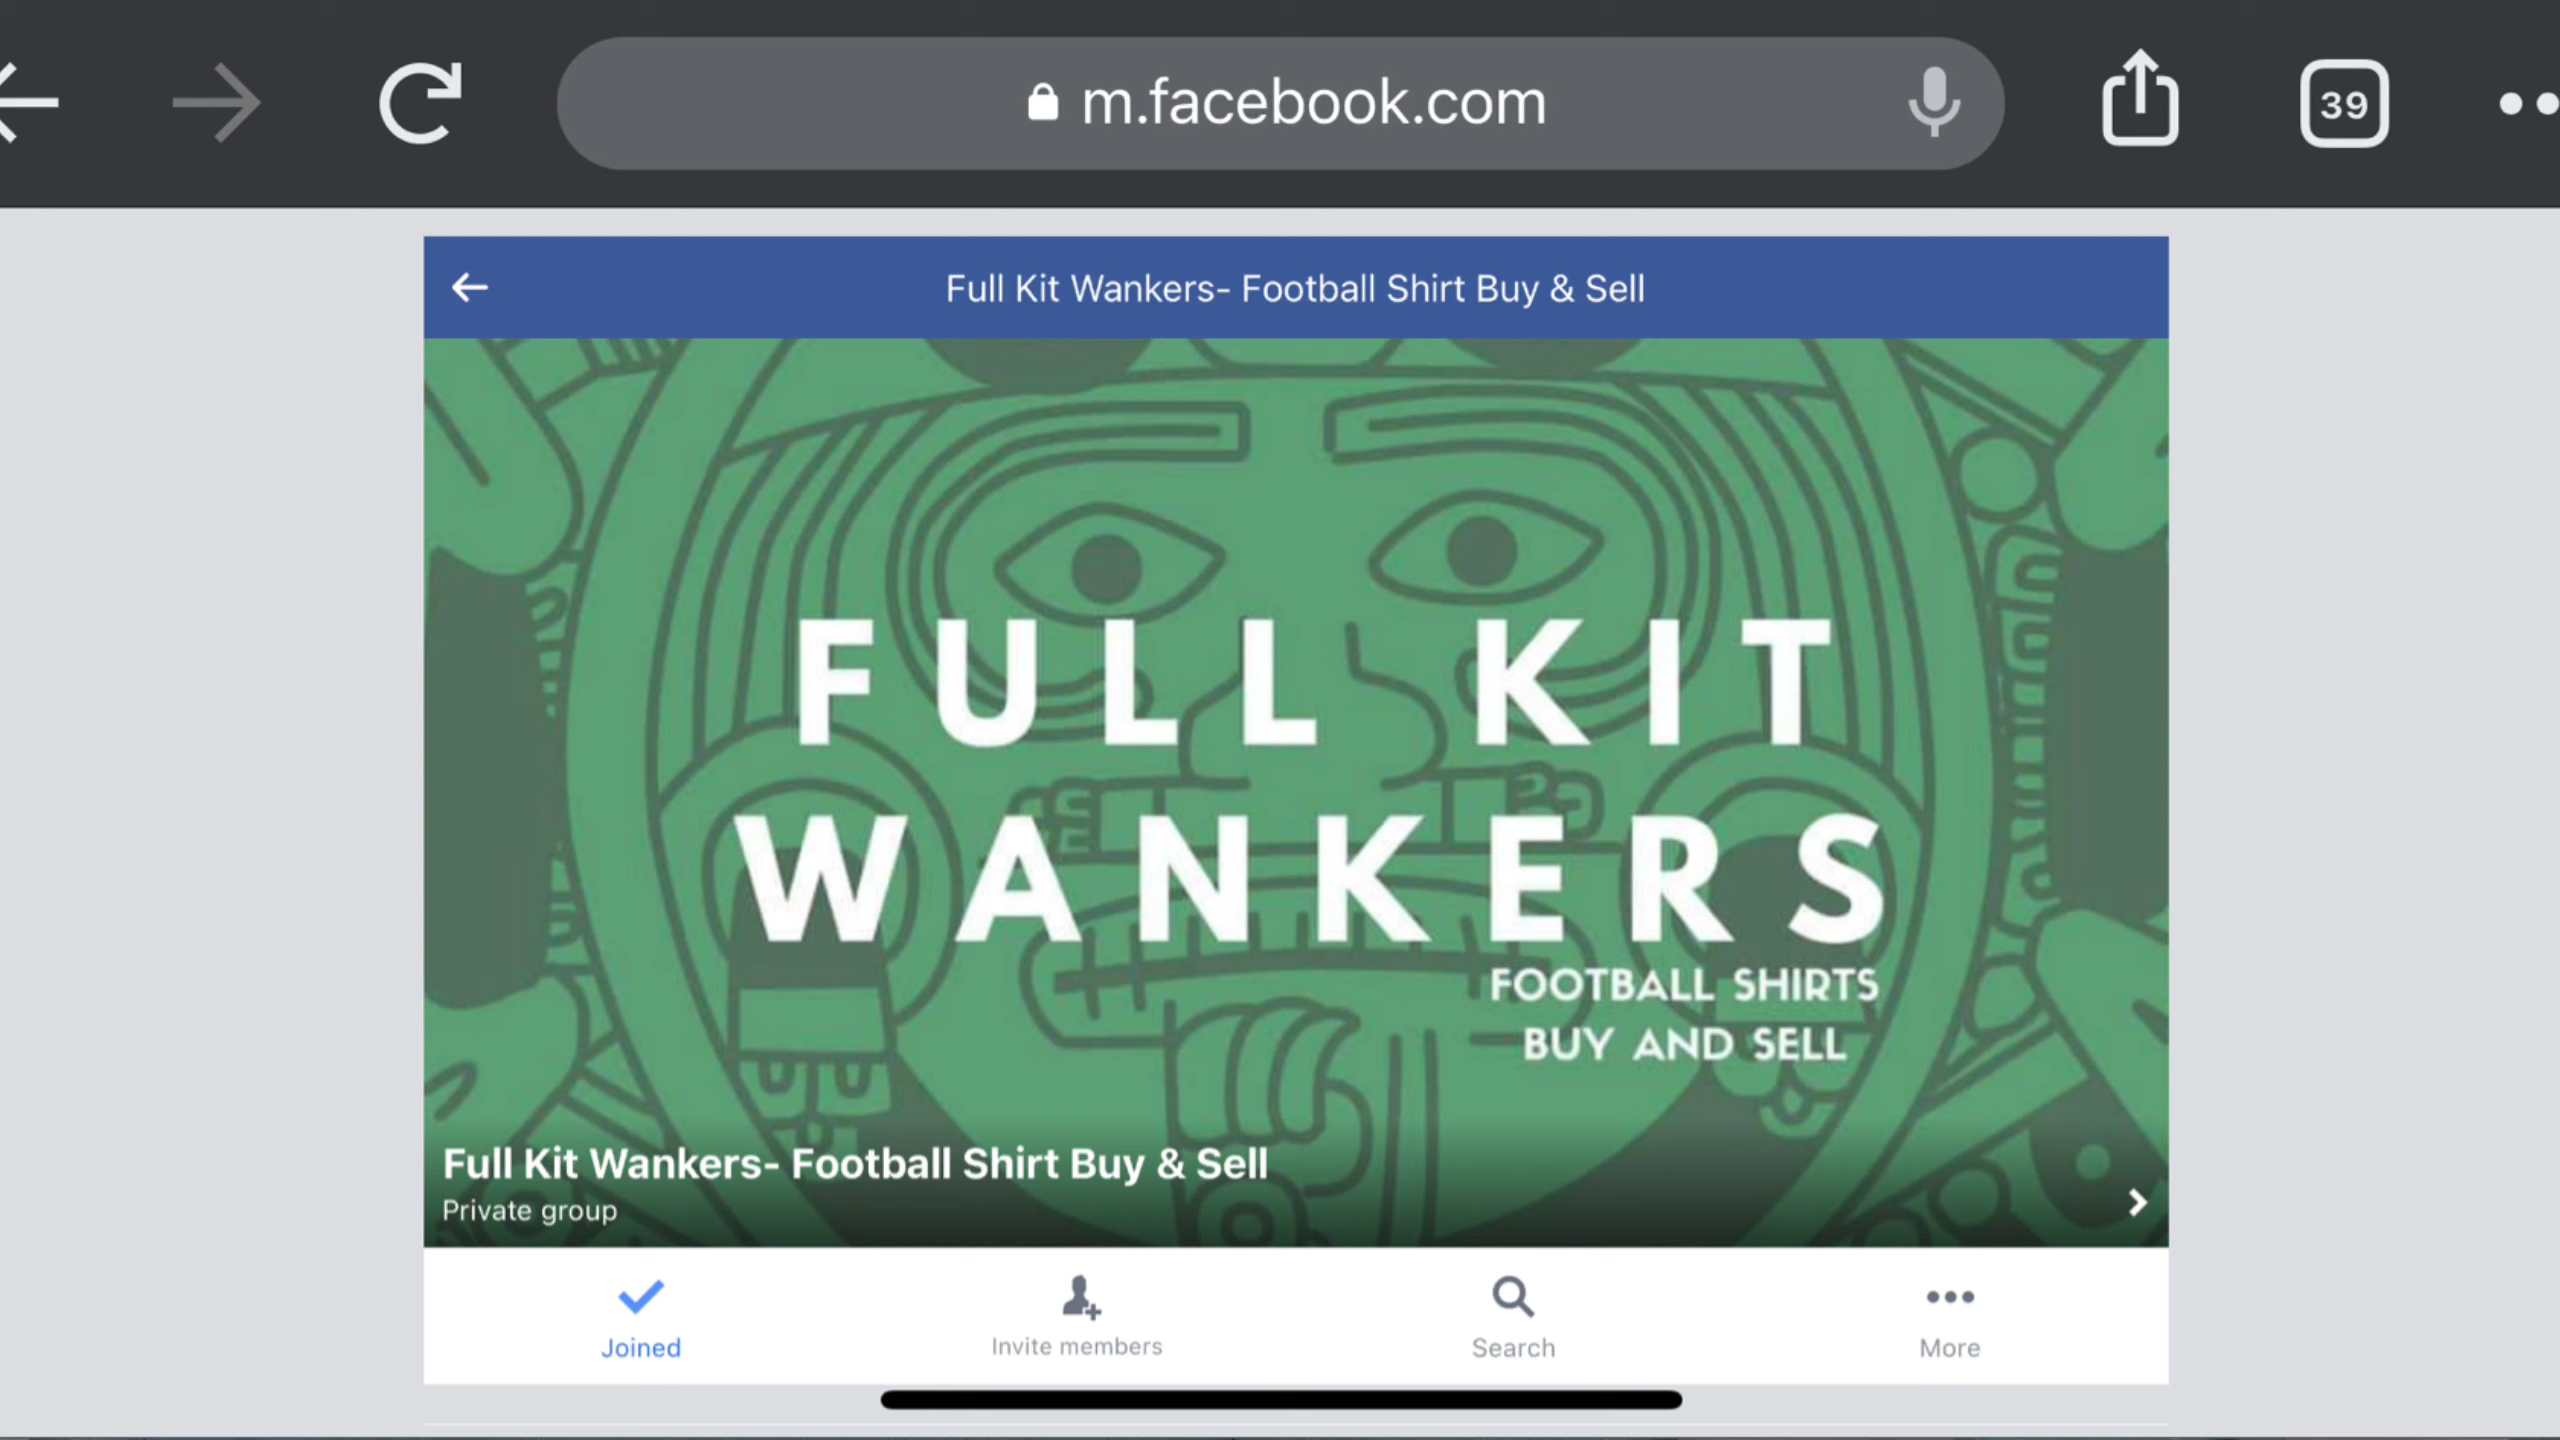 m.facebook.com
39
Full Kit Wankers- Football Shirt Buy & Sell
FULL KIT
WANKERS
FOOTBALL SHIRTS
BUY AND SELL
Full Kit Wankers- Football Shirt Buy & Sell
Private group
Joined
Invite members
Search
More